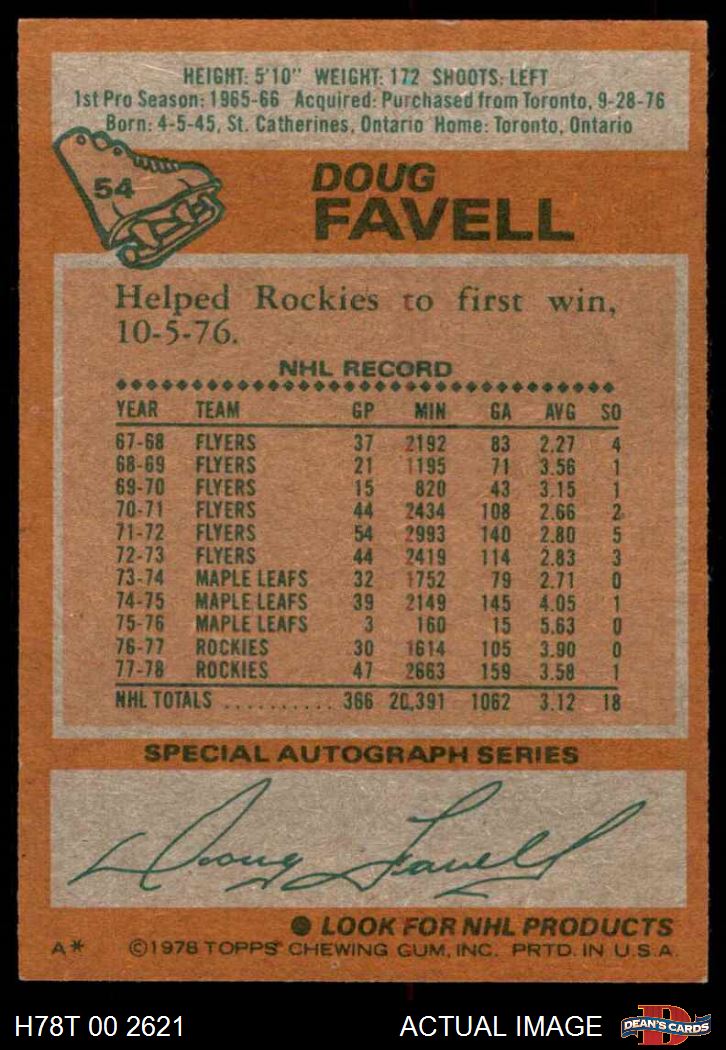 HEIGHT: 5'10" WEIGHT: 172 SHOOTS: LEFT
1st Pro Season: 1965-66 Acquired: Purchased from Toronto, 9-28-76
Born: 4-5-45, St. Catherines, Ontario Home: Toronto, Ontario
54
DOUG
FAVELL
Helped Rockies to first win,
10-5-76.
NHL RECORD
YEAR TEAM GP MIN GA AVG SO
67-68 FLYERS 37 2192 83 2.27 4
68-69 FLYERS 21 1195 71 3.56 1
69-70 FLYERS 15 820 43 3.15 1
70-71 FLYERS 44 2434 108 2.66 2
71-72 FLYERS 54 2993 140 2.80 5
72-73 FLYERS 44 2419 114 2.83 3
73-74 MAPLE LEAFS 32 1752 79 2.71 0
74-75 MAPLE LEAFS 39 2149 145 4.05 1
75-76 MAPLE LEAFS 3 160 15 5.63 0
76-77 ROCKIES 30 1614 105 3.90 0
77-78 ROCKIES 47 2663 159 3.58 1
NHL TOTALS .......... 366 20,391 1062 3.12 18
SPECIAL AUTOGRAPH SERIES
Doug Favell
● LOOK FOR NHL PRODUCTS
A* ©1978 TOPPS CHEWING GUM, INC. PRTD. IN U.S.A.
H78T 00 2621 ACTUAL IMAGE D DEAN'S CARDS